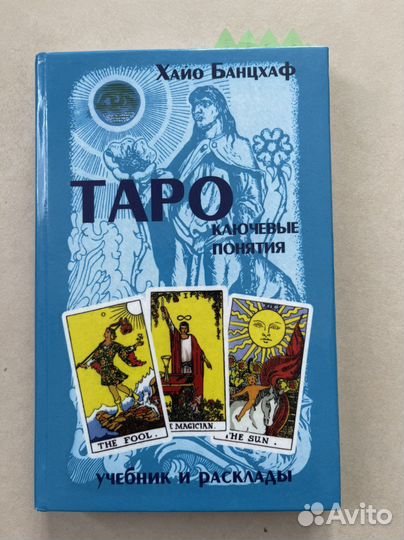 Хайо Банцхаф
ТАРО
КЛЮЧЕВЫЕ
ПОНЯТИЯ
THE FOOL.
E MAGICIAN.
THE SUN.
учебник и расклады
Avito